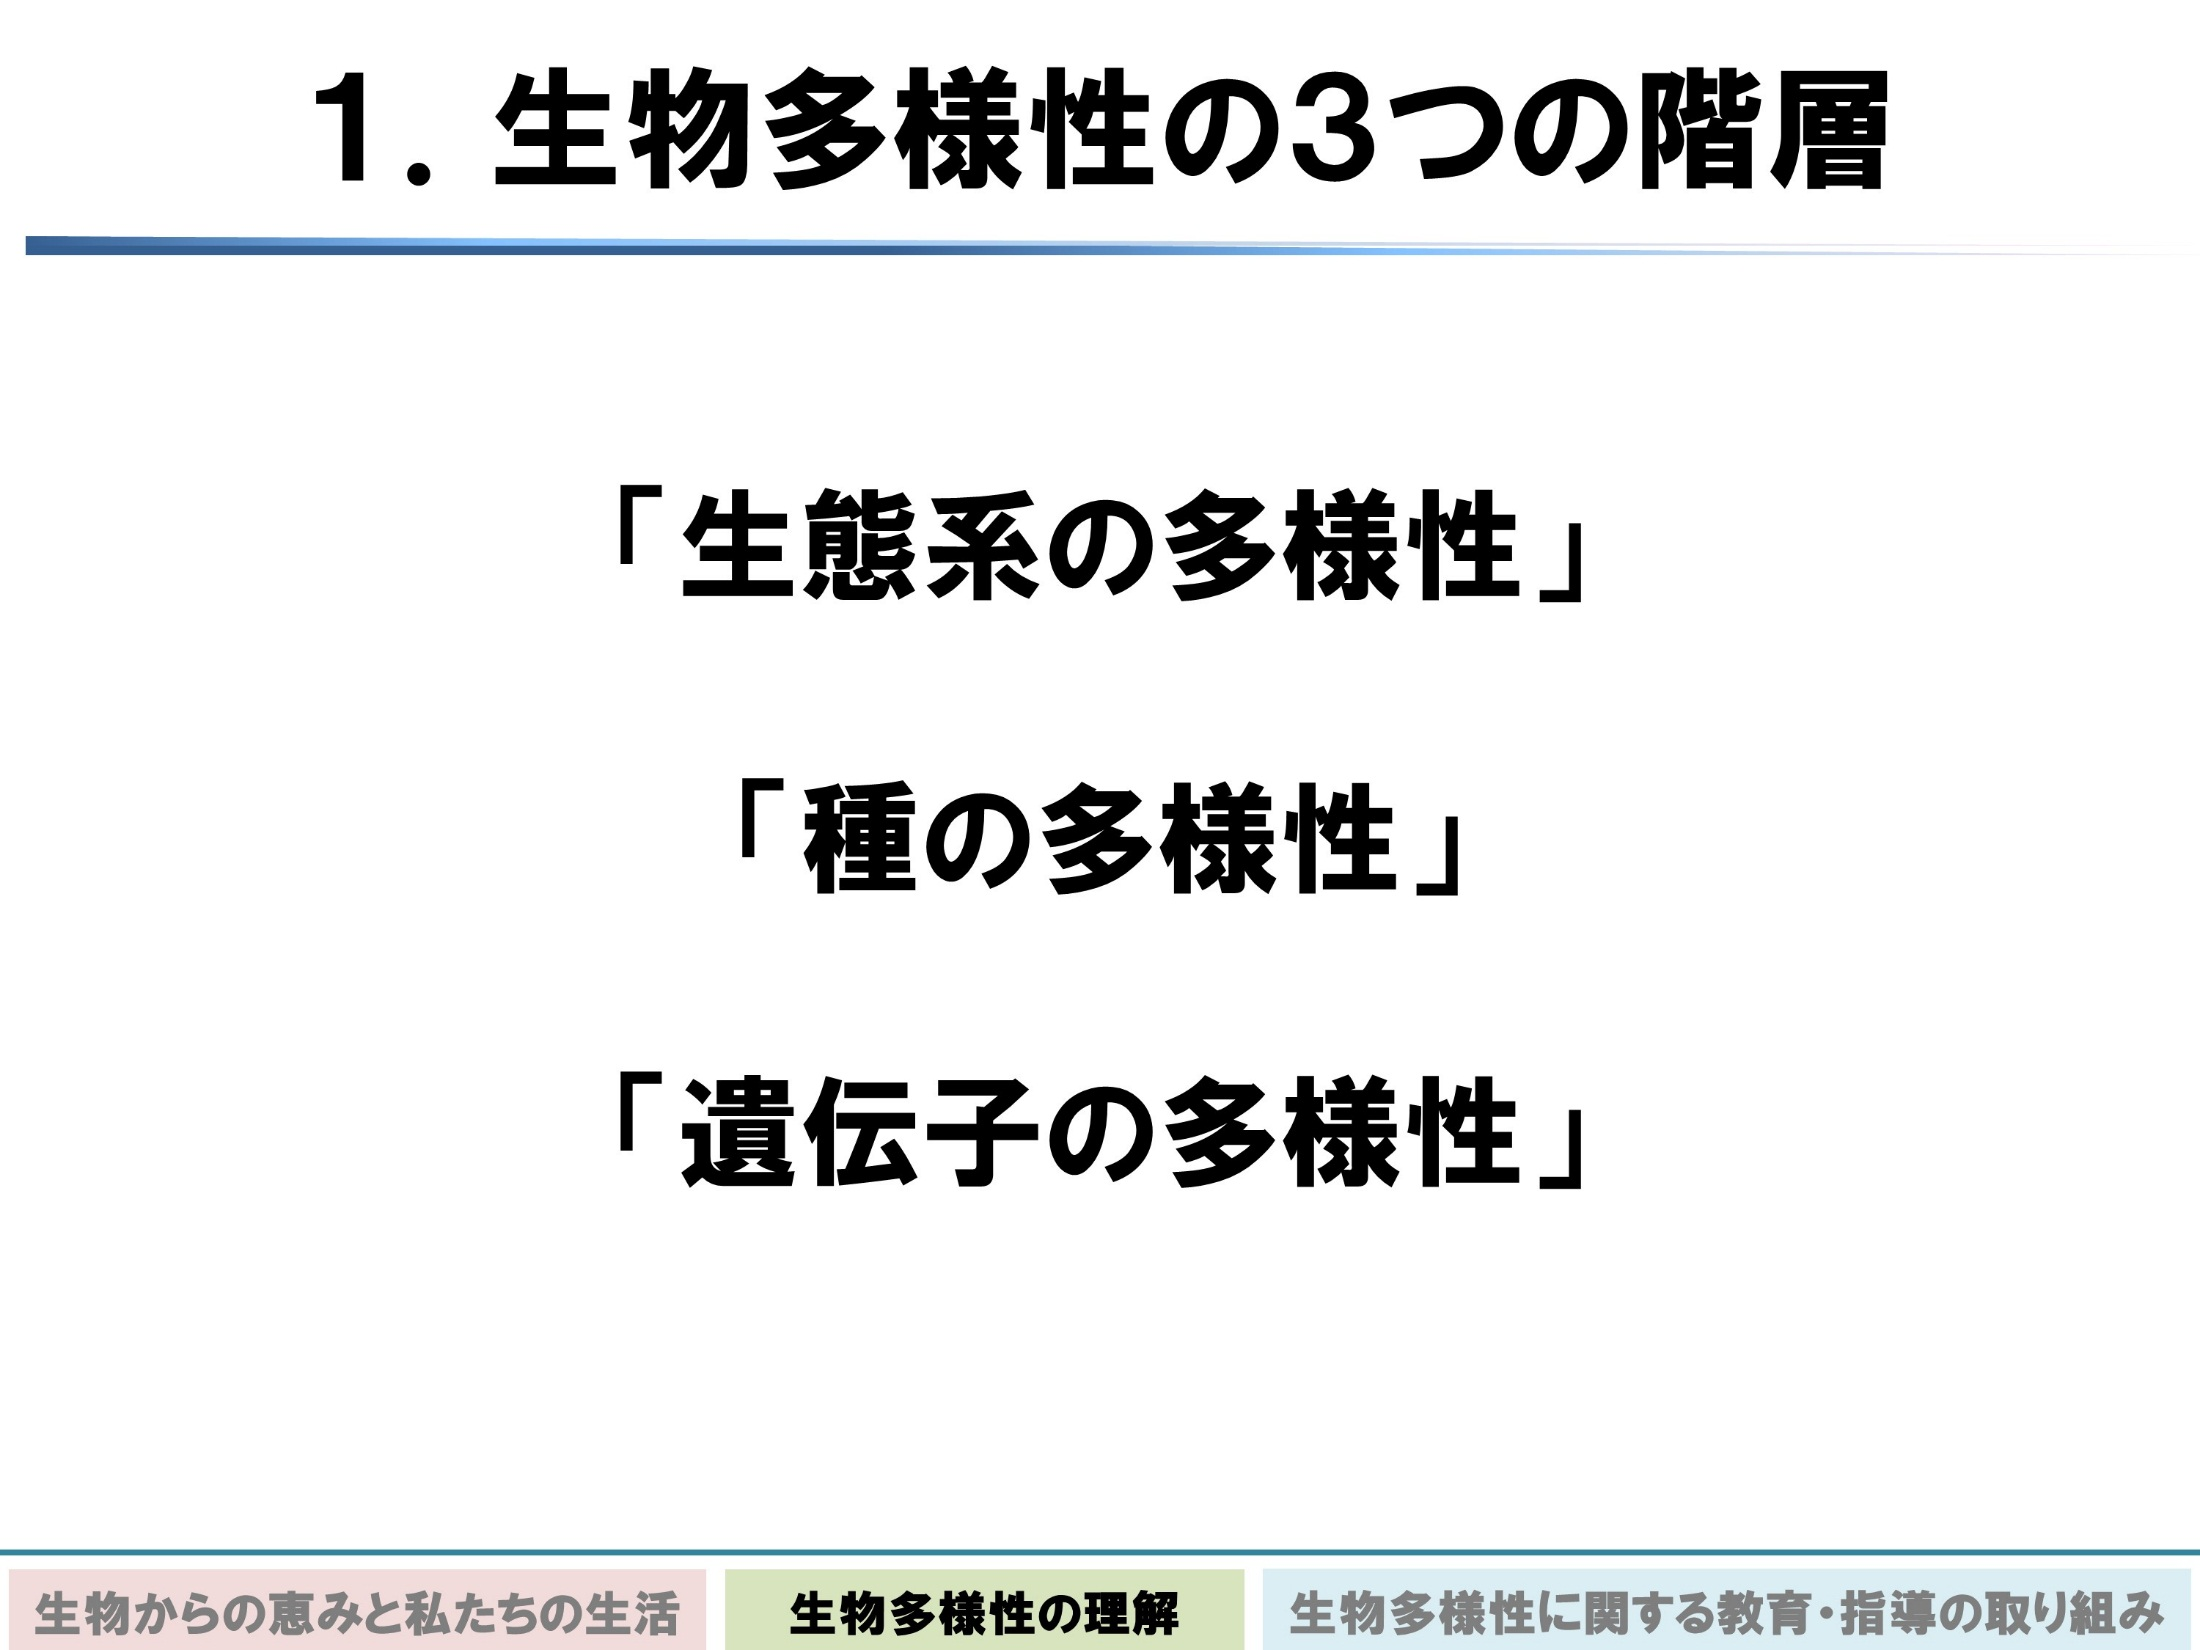 1. 生物多様性の3つの階層
「生態系の多様性」
「種の多様性」
「遺伝子の多様性」
生物からの恵みと私たちの生活
生物多様性の理解
生物多様性に関する教育・指導の取り組み